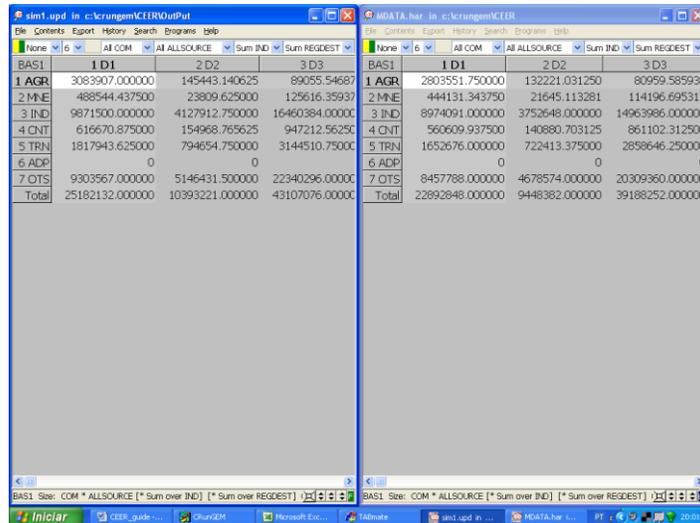 sim1.upd in c:\crungem\CEER\OutPut
File Contents Export History Search Programs Help
None 6 All COM All ALLSOURCE Sum IND Sum REGDEST
BAS1 1 D1 2 D2 3 D3
1 AGR 3083907.000000 145443.140625 89055.54687
2 MNE 488544.437500 23809.625000 125616.35937
3 IND 9871500.000000 4127912.750000 16460384.0000
4 CNT 616670.875000 154968.765625 947212.56250
5 TRN 1817943.625000 794654.750000 3144510.75000
6 ADP 0 0
7 OTS 9303567.000000 5146431.500000 22340296.0000
Total 25182132.000000 10393221.000000 43107076.0000
BAS1 Size: COM * ALLSOURCE [* Sum over IND] [* Sum over REGDEST]
MDATA.har in c:\crungem\CEER
File Contents Export History Search Programs Help
None 6 All COM All ALLSOURCE Sum IND Sum REGDEST
BAS1 1 D1 2 D2 3 D3
1 AGR 2803551.750000 132221.031250 80959.58593
2 MNE 444131.343750 21645.113281 114196.69531
3 IND 8974091.000000 3752648.000000 14963986.00000
4 CNT 560609.937500 140880.703125 861102.31250
5 TRN 1652676.000000 722413.375000 2858646.25000
6 ADP 0 0
7 OTS 8457788.000000 4678574.000000 20309360.00000
Total 22892848.000000 9448382.000000 39188252.00000
BAS1 Size: COM * ALLSOURCE [* Sum over IND] [* Sum over REGDEST]
Iniciar CEER_guide-... CRunGEM Microsoft Exc... TABmate sim1.upd in ... MDATA.har i... PT 20:0